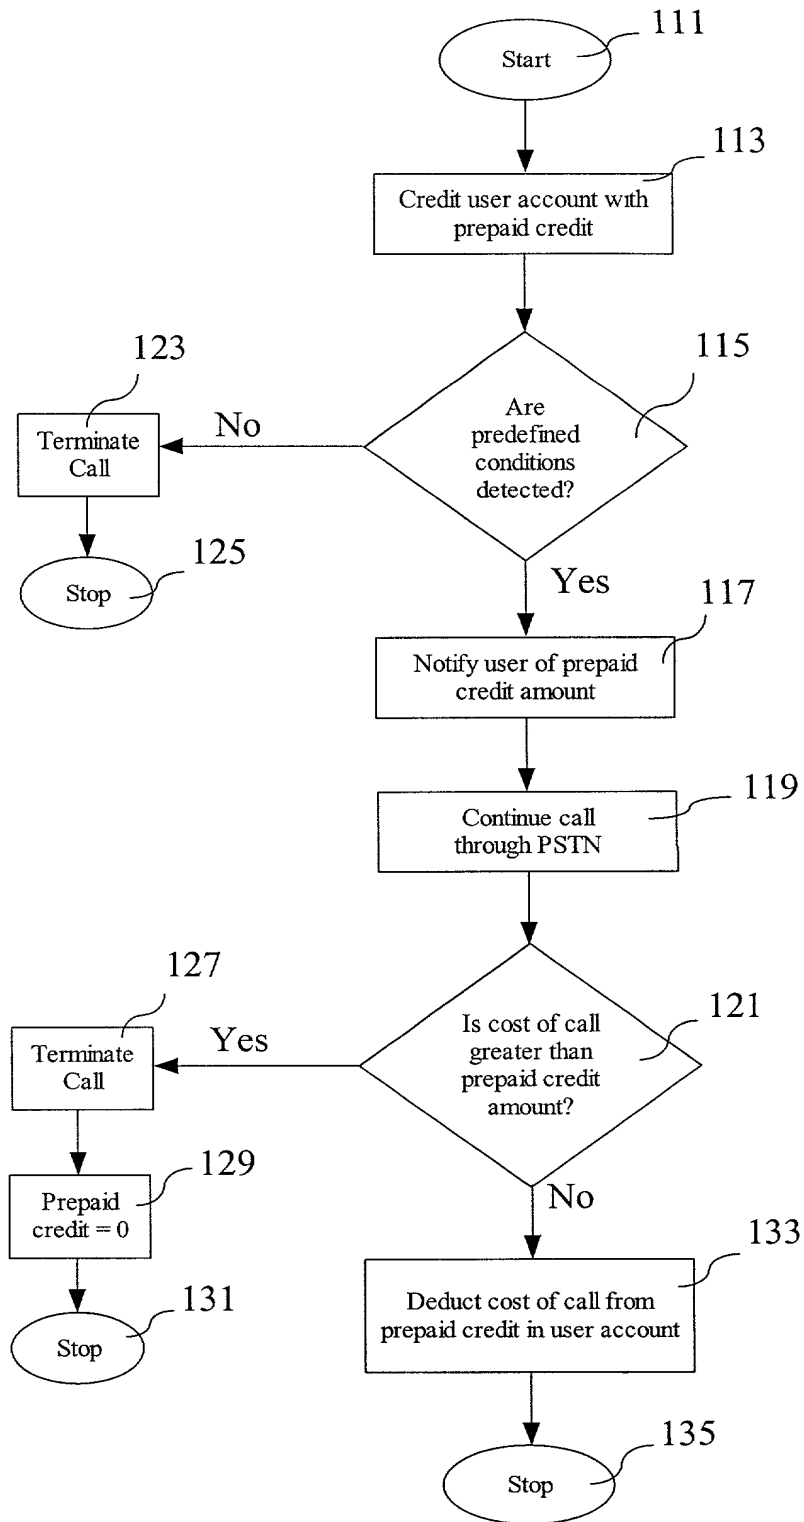 111
Start
113
Credit user account with
prepaid credit
123
115
Terminate
Call
No
Are
predefined
conditions
detected?
125
Stop
Yes
117
Notify user of prepaid
credit amount
119
Continue call
through PSTN
127
121
Terminate
Call
Yes
Is cost of call
greater than
prepaid credit
amount?
129
Prepaid
credit = 0
No
133
131
Stop
Deduct cost of call from
prepaid credit in user account
135
Stop